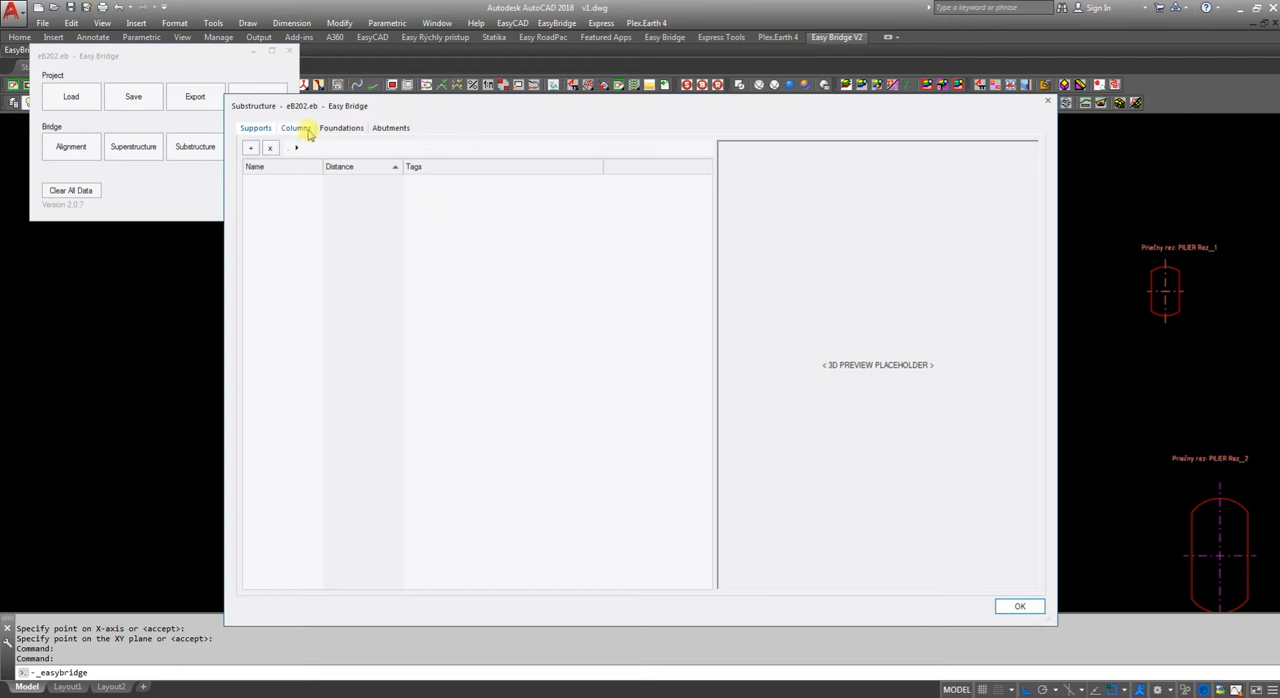 Autodesk AutoCAD 2018   v1.dwg
Type a keyword or phrase
Sign In
File Edit View Insert Format Tools Draw Dimension Modify Parametric Window Help EasyCAD EasyBridge Express Plex.Earth 4
Home Insert Annotate Parametric View Manage Output Add-ins A360 EasyCAD Easy Rýchly prístup Statika Easy RoadPac Featured Apps Easy Bridge Express Tools Plex.Earth 4 Easy Bridge V2
eB202.eb - Easy Bridge
Project
Load Save Export
Bridge
Alignment Superstructure Substructure
Clear All Data
Version 2.0.7
Substructure - eB202.eb - Easy Bridge
Supports Columns Foundations Abutments
+ x
Name Distance Tags
< 3D PREVIEW PLACEHOLDER >
OK
Priečny rez: PILIER Rez_1
Priečny rez: PILIER Rez_2
Specify point on X-axis or <accept>:
Specify point on the XY plane or <accept>:
Command:
Command:
-_easybridge
Model Layout1 Layout2 +
MODEL